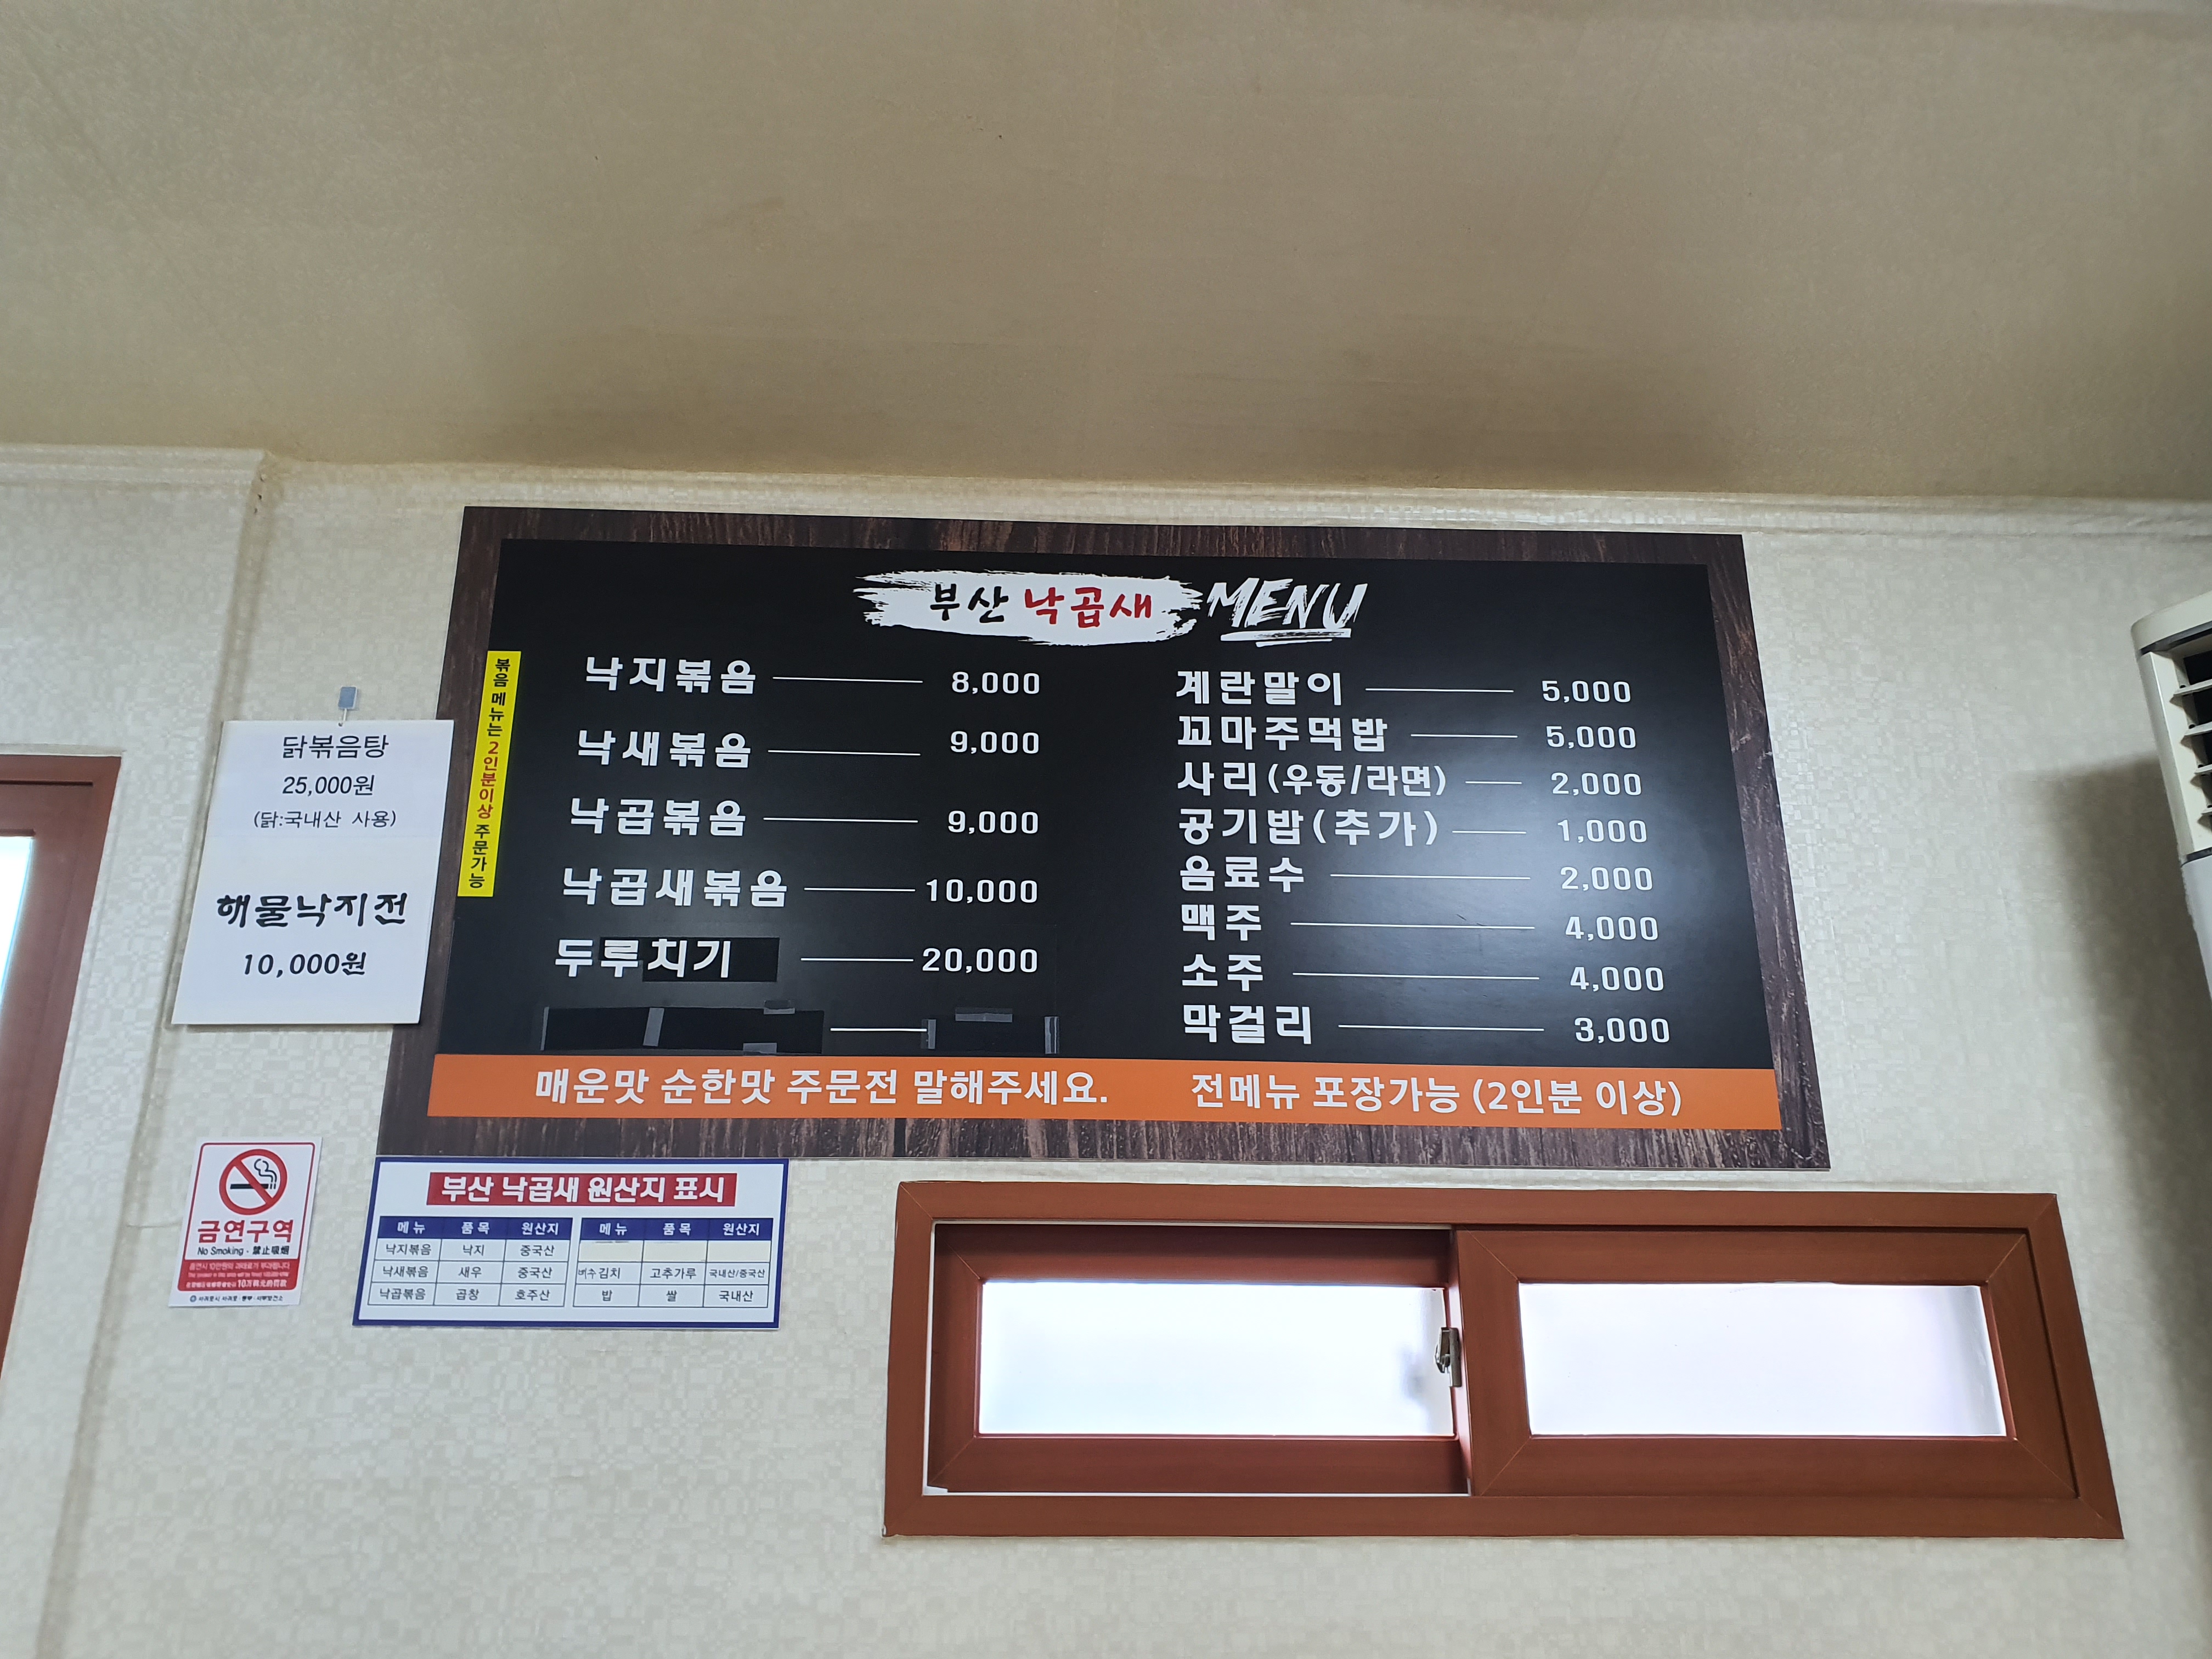 부산 낙곱새 MENU
볶음 메뉴는 2인분이상 주문가능
낙지볶음 8,000
낙새볶음 9,000
낙곱볶음 9,000
낙곱새볶음 10,000
두루치기 20,000
계란말이 5,000
꼬마주먹밥 5,000
사리(우동/라면) 2,000
공기밥(추가) 1,000
음료수 2,000
맥주 4,000
소주 4,000
막걸리 3,000
매운맛 순한맛 주문전 말해주세요. 전메뉴 포장가능 (2인분 이상)
닭볶음탕
25,000원
(닭:국내산 사용)
해물낙지전
10,000원
금연구역
No Smoking · 禁止吸烟
부산 낙곱새 원산지 표시
메뉴 품목 원산지 메뉴 품목 원산지
낙지볶음 낙지 중국산
낙새볶음 새우 중국산 김치 고추가루 국내산/중국산
낙곱볶음 곱창 호주산 밥 쌀 국내산